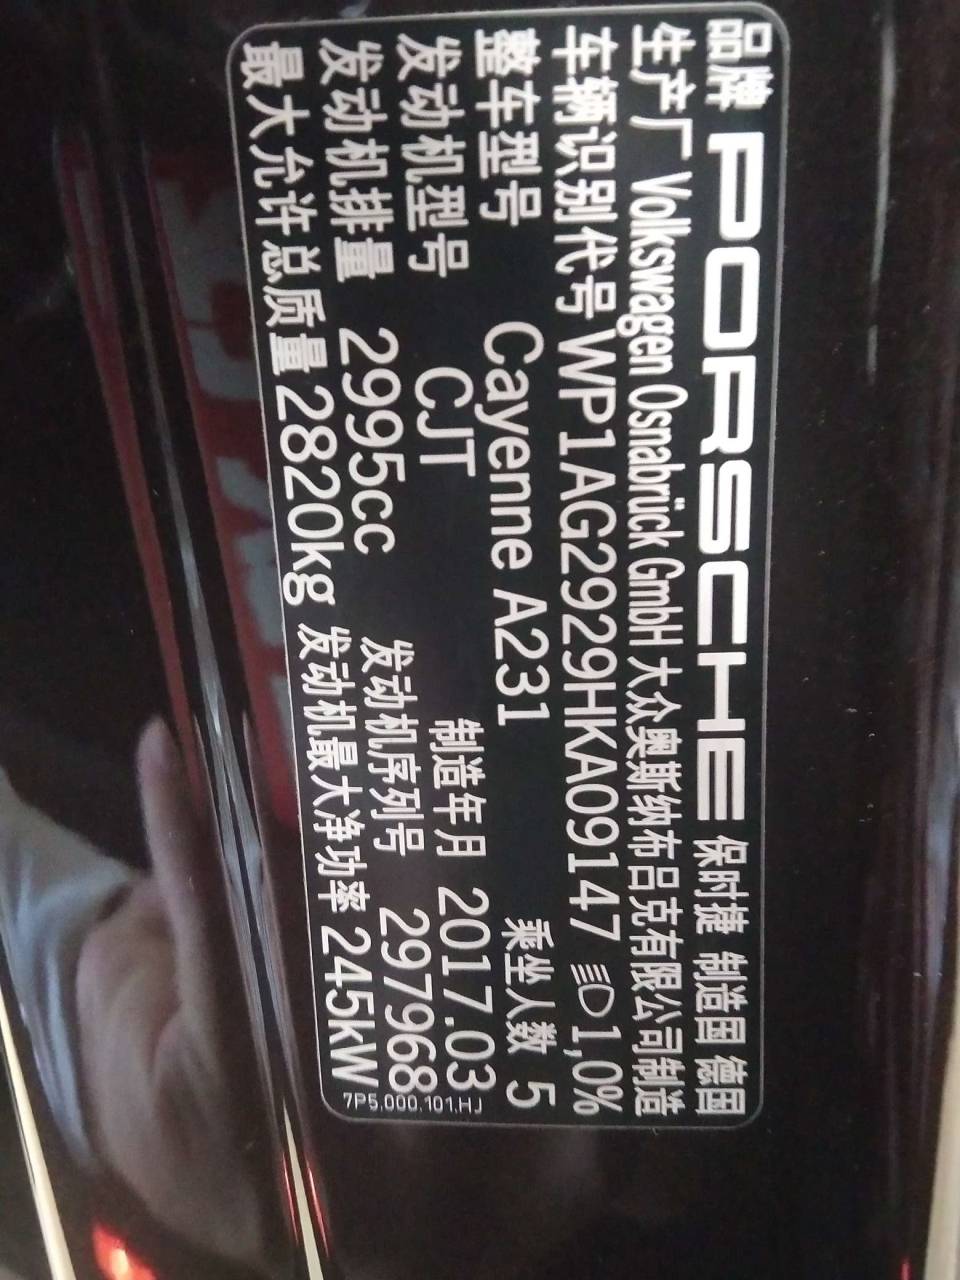 品牌 PORSCHE 保时捷 制造国 德国
生产厂 Volkswagen Osnabrück GmbH 大众奥斯纳布吕克有限公司制造
车辆识别代号 WP1AG2929HKA09147 1,0%
整车型号 Cayenne A231 乘坐人数 5
发动机型号 CJT 制造年月 2017.03
发动机排量 2995cc 发动机序列号 297968
最大允许总质量 2820kg 发动机最大净功率 245kW
7P5.000.101.HJ